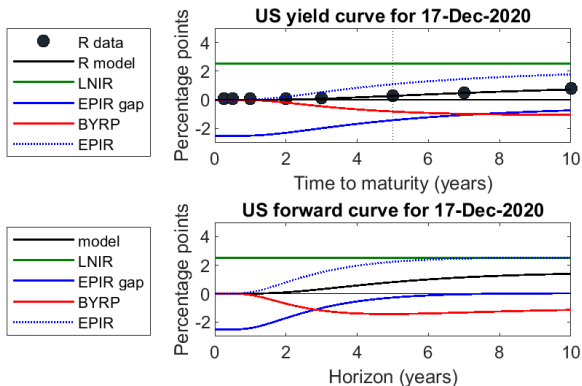 US yield curve for 17-Dec-2020
R data
R model
LNIR
EPIR gap
BYRP
EPIR
Percentage points
4
2
0
-2
0 2 4 6 8 10
Time to maturity (years)
US forward curve for 17-Dec-2020
model
LNIR
EPIR gap
BYRP
EPIR
Percentage points
4
2
0
-2
0 2 4 6 8 10
Horizon (years)